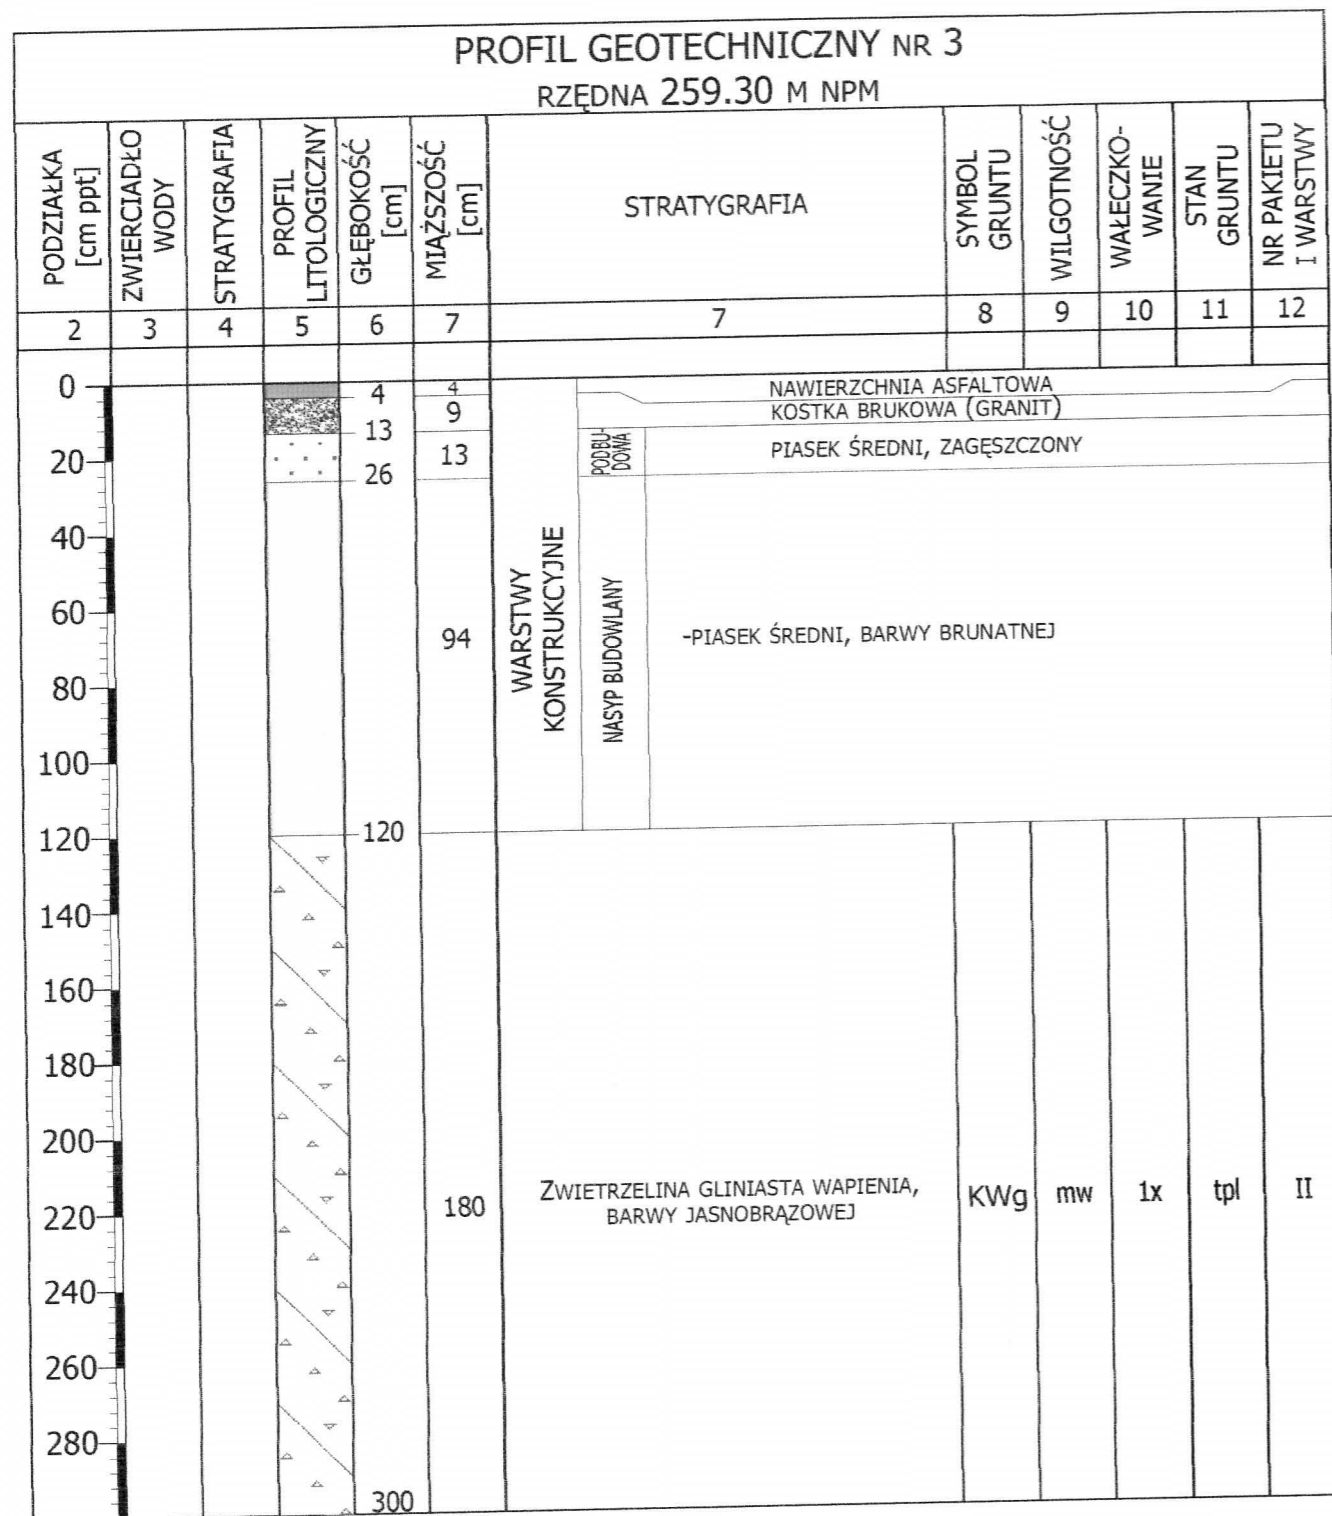 PROFIL GEOTECHNICZNY NR 3
RZĘDNA 259.30 M NPM
PODZIAŁKA
[cm ppt]
ZWIERCIADŁO
WODY
STRATYGRAFIA
PROFIL
LITOLOGICZNY
GŁĘBOKOŚĆ
[cm]
MIĄŻSZOŚĆ
[cm]
STRATYGRAFIA
SYMBOL
GRUNTU
WILGOTNOŚĆ
WAŁECZKO-
WANIE
STAN
GRUNTU
NR PAKIETU
I WARSTWY
2 3 4 5 6 7 7 8 9 10 11 12
0
20
40
60
80
100
120
140
160
180
200
220
240
260
280
4
13
26
120
300
4
9
13
94
180
WARSTWY
KONSTRUKCYJNE
NAWIERZCHNIA ASFALTOWA
KOSTKA BRUKOWA (GRANIT)
PODBU-
DOWA
PIASEK ŚREDNI, ZAGĘSZCZONY
NASYP BUDOWLANY
-PIASEK ŚREDNI, BARWY BRUNATNEJ
ZWIETRZELINA GLINIASTA WAPIENIA,
BARWY JASNOBRĄZOWEJ
KWg mw 1x tpl II